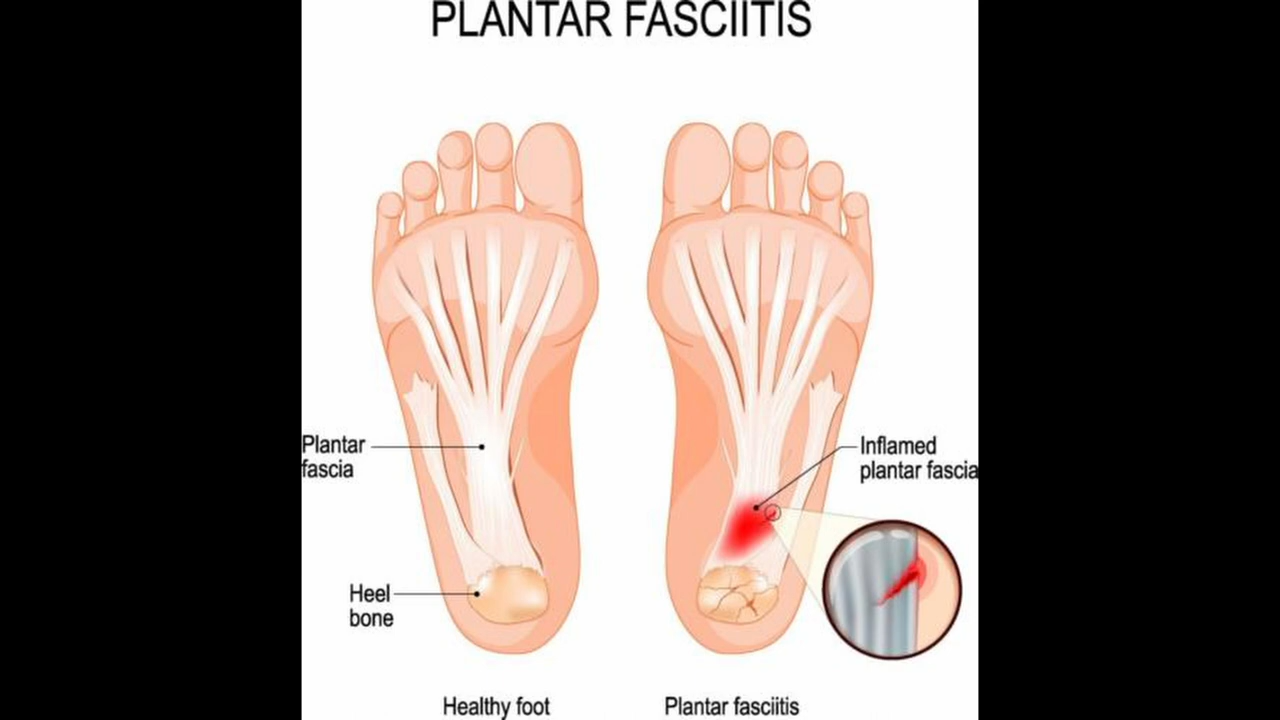 PLANTAR FASCIITIS
Plantar
fascia
Inflamed
plantar fascia
Heel
bone
Healthy foot
Plantar fasciitis